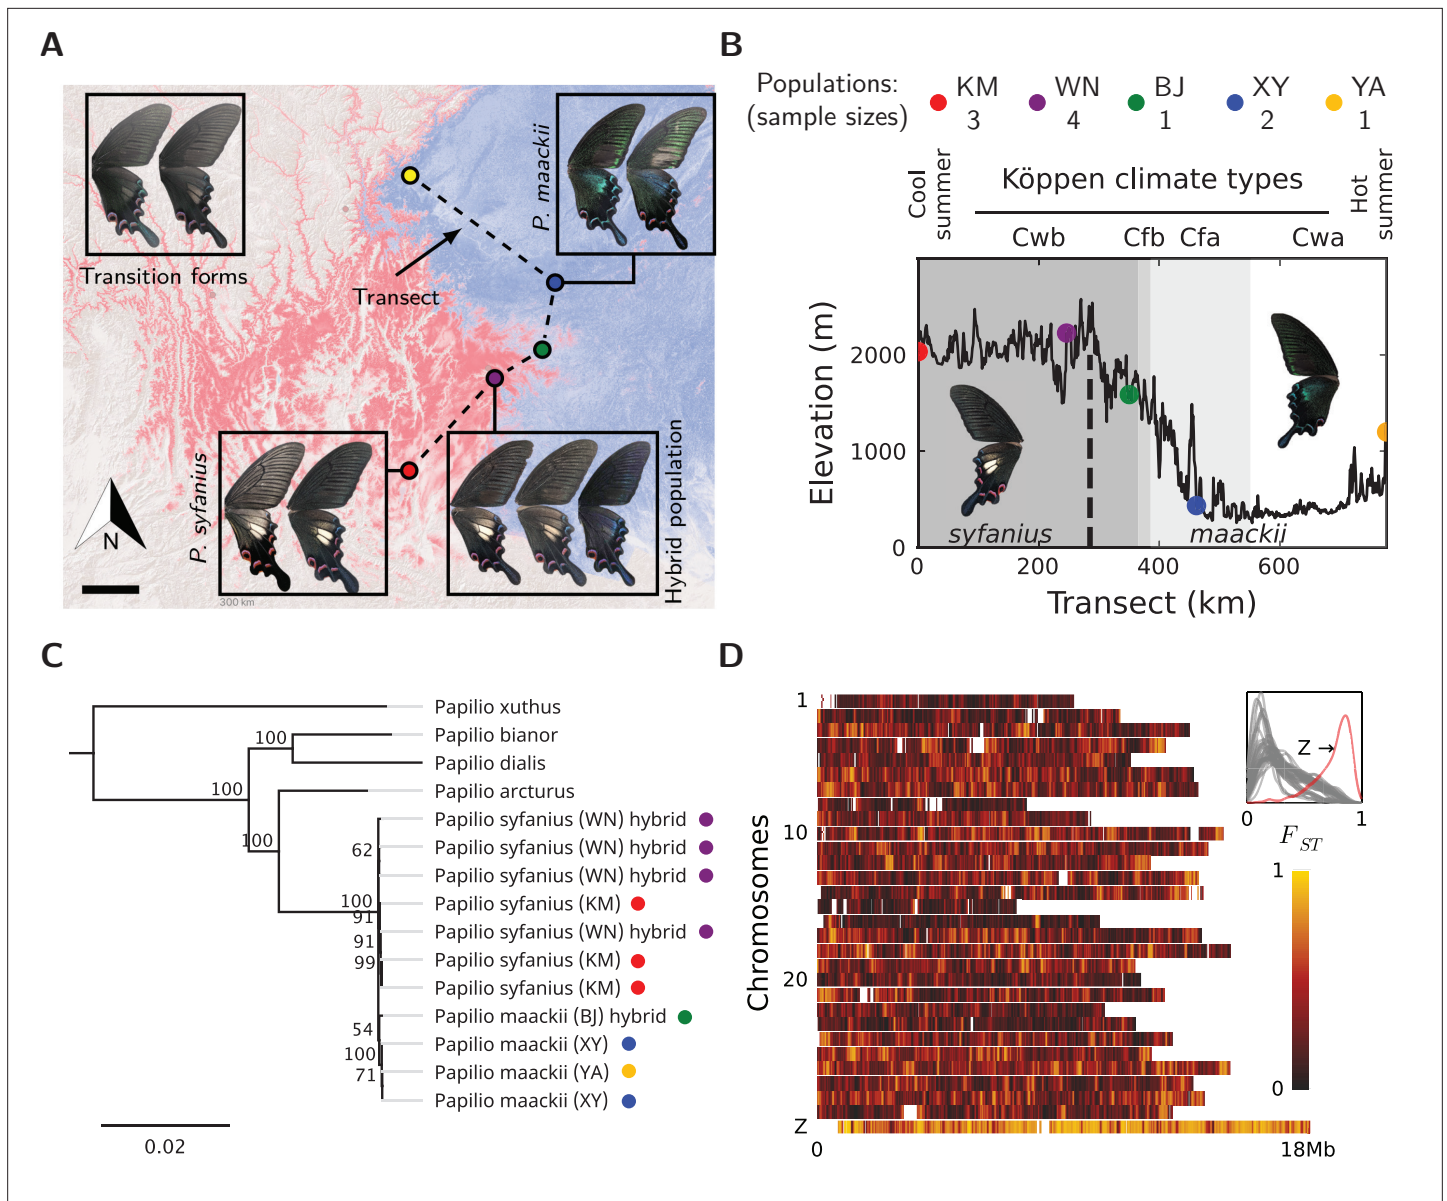 A
P. maackii
Transition forms
Transect
P. syfanius
Hybrid population
N
300 km
B
Populations:
(sample sizes)
KM WN BJ XY YA
3 4 1 2 1
Cool
summer
Köppen climate types
Hot
summer
Cwb Cfb Cfa Cwa
Elevation (m)
2000
1000
0
syfanius
maackii
0 200 400 600
Transect (km)
C
Papilio xuthus
100
Papilio bianor
Papilio dialis
100
Papilio arcturus
100
Papilio syfanius (WN) hybrid
62
Papilio syfanius (WN) hybrid
Papilio syfanius (WN) hybrid
100
Papilio syfanius (KM)
91
Papilio syfanius (WN) hybrid
91
Papilio syfanius (KM)
99
Papilio syfanius (KM)
Papilio maackii (BJ) hybrid
54
Papilio maackii (XY)
100
Papilio maackii (YA)
71
Papilio maackii (XY)
0.02
D
Chromosomes
1
10
20
Z
0 18Mb
Z
0 1
FST
1
0